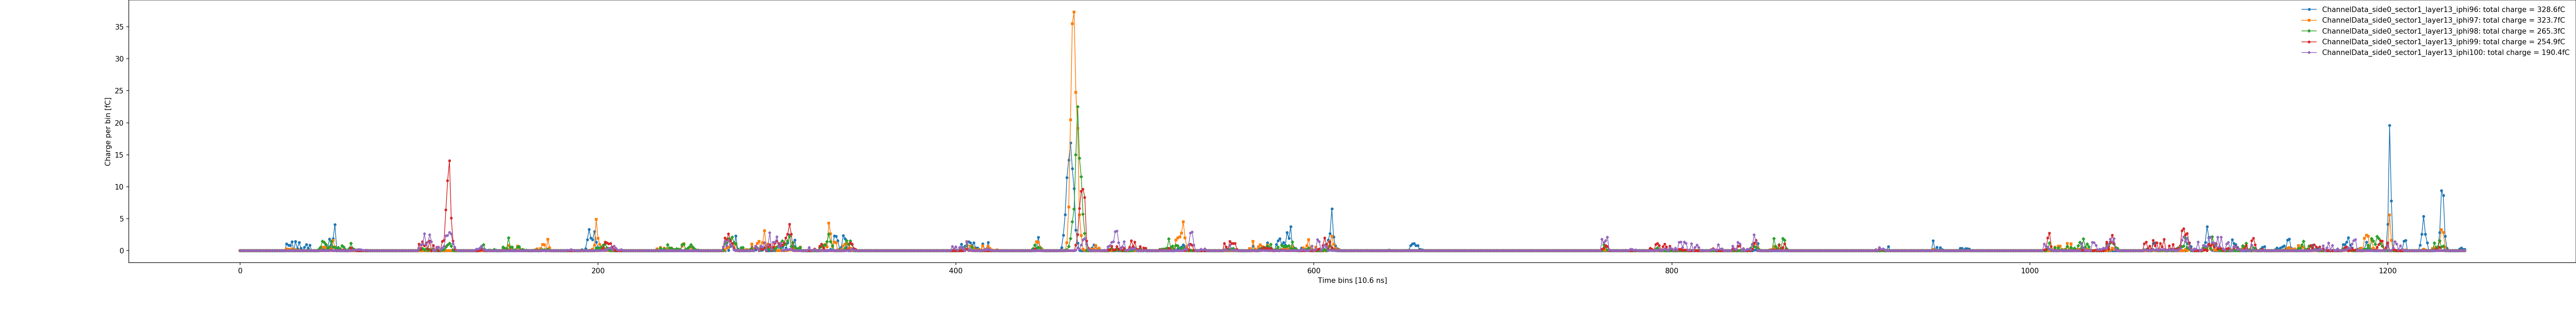 35
30
25
20
15
10
5
0
Charge per bin [fC]
ChannelData_side0_sector1_layer13_iphi96: total charge = 328.6fC
ChannelData_side0_sector1_layer13_iphi97: total charge = 323.7fC
ChannelData_side0_sector1_layer13_iphi98: total charge = 265.3fC
ChannelData_side0_sector1_layer13_iphi99: total charge = 254.9fC
ChannelData_side0_sector1_layer13_iphi100: total charge = 190.4fC
0 200 400 600 800 1000 1200
Time bins [10.6 ns]